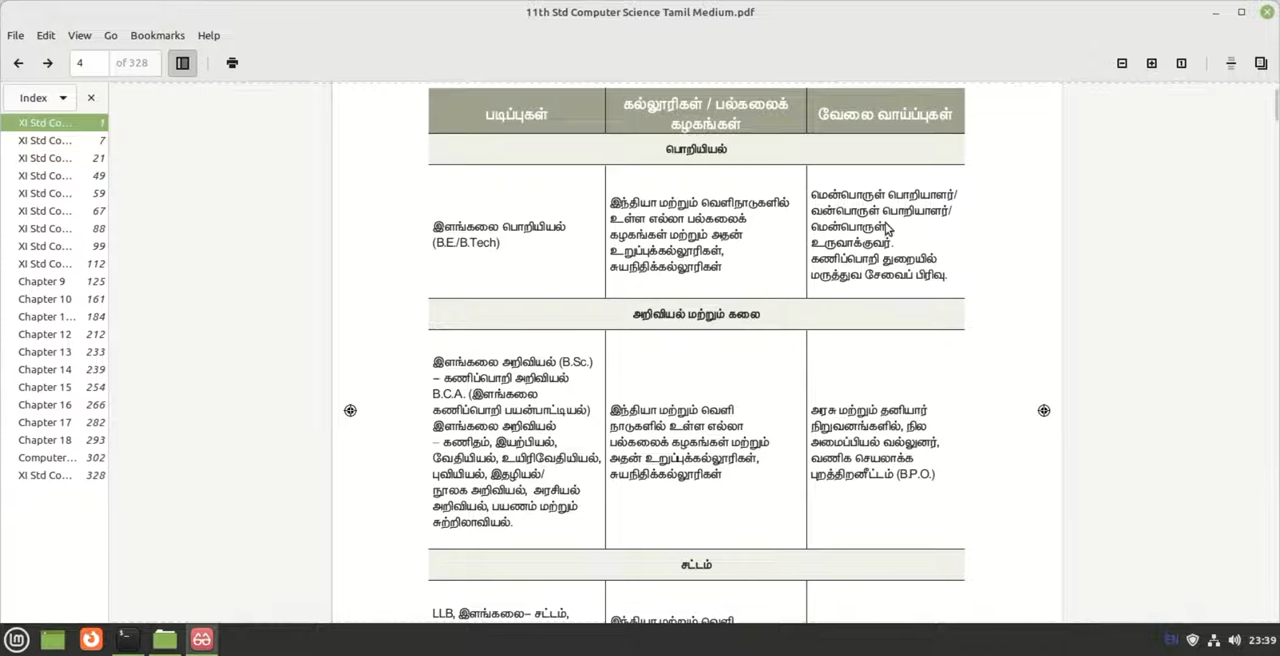 11th Std Computer Science Tamil Medium.pdf
File Edit View Go Bookmarks Help
4 of 328
Index
XI Std Co... 1
XI Std Co... 7
XI Std Co... 21
XI Std Co... 49
XI Std Co... 59
XI Std Co... 67
XI Std Co... 88
XI Std Co... 99
XI Std Co... 112
Chapter 9 125
Chapter 10 161
Chapter 1... 184
Chapter 12 212
Chapter 13 233
Chapter 14 239
Chapter 15 254
Chapter 16 266
Chapter 17 282
Chapter 18 293
Computer... 302
XI Std Co... 328
படிப்புகள்
கல்லூரிகள் / பல்கலைக்
கழகங்கள்
வேலை வாய்ப்புகள்
பொறியியல்
இளங்கலை பொறியியல்
(B.E./B.Tech)
இந்தியா மற்றும் வெளிநாடுகளில்
உள்ள எல்லா பல்கலைக்
கழகங்கள் மற்றும் அதன்
உறுப்புக்கல்லூரிகள்,
சுயநிதிக்கல்லூரிகள்
மென்பொருள் பொறியாளர்/
வன்பொருள் பொறியாளர்/
மென்பொருள்
உருவாக்குவர்.
கணிப்பொறி துறையில்
மருத்துவ சேவைப் பிரிவு.
அறிவியல் மற்றும் கலை
இளங்கலை அறிவியல் (B.Sc.)
– கணிப்பொறி அறிவியல்
B.C.A. (இளங்கலை
கணிப்பொறி பயன்பாட்டியல்)
இளங்கலை அறிவியல்
– கணிதம், இயற்பியல்,
வேதியியல், உயிரிவேதியியல்,
புவியியல், இதழியல்/
நூலக அறிவியல், அரசியல்
அறிவியல், பயணம் மற்றும்
சுற்றிலாவியல்.
இந்தியா மற்றும் வெளி
நாடுகளில் உள்ள எல்லா
பல்கலைக் கழகங்கள் மற்றும்
அதன் உறுப்புக்கல்லூரிகள்,
சுயநிதிக்கல்லூரிகள்
அரசு மற்றும் தனியார்
நிறுவனங்களில், நில
அமைப்பியல் வல்லுனர்,
வணிக செயலாக்க
புறத்திறனீட்டம் (B.P.O.)
சட்டம்
LLB, இளங்கலை– சட்டம்,
இந்தியா மற்றும் வெளி
EN
23:39